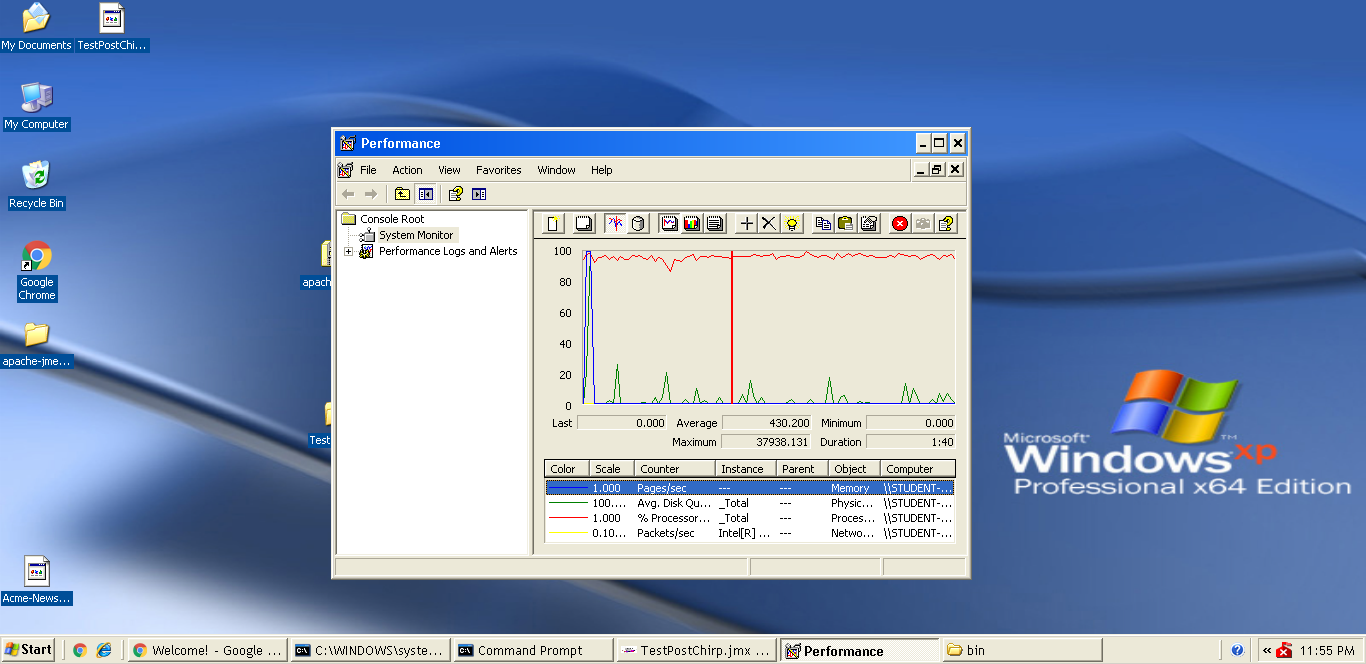 My Documents
TestPostChi...
My Computer
Recycle Bin
Google
Chrome
apach
apache-jme...
Test
Acme-News...
Performance
File Action View Favorites Window Help
Console Root
System Monitor
Performance Logs and Alerts
100
80
60
40
20
0
Last 0.000 Average 430.200 Minimum 0.000
Maximum 37938.131 Duration 1:40
Color Scale Counter Instance Parent Object Computer
1.000 Pages/sec --- --- Memory \\STUDENT-...
100.... Avg. Disk Qu... _Total --- Physic... \\STUDENT-...
1.000 % Processor... _Total --- Proces... \\STUDENT-...
0.10... Packets/sec Intel[R] ... --- Netwo... \\STUDENT-...
Microsoft
Windows xp
TM
Professional x64 Edition
Start
Welcome! - Google ...
C:\WINDOWS\syste...
Command Prompt
TestPostChirp.jmx ...
Performance
bin
11:55 PM